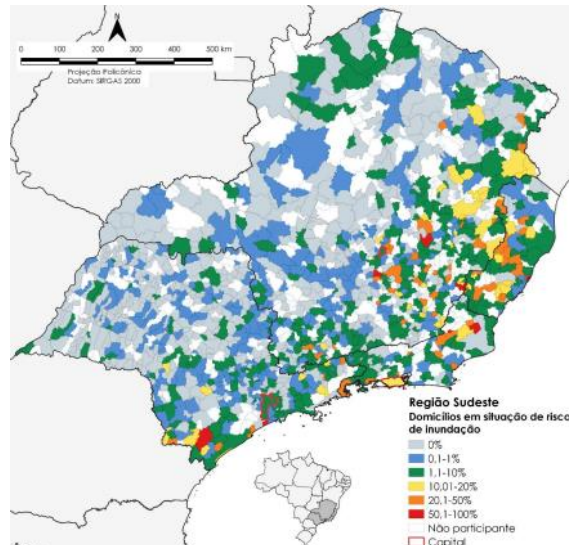 N
0 100 200 300 400 500 km
Projeção Policônica
Datum: SIRGAS 2000
Região Sudeste
Domicílios em situação de risco
de inundação
0%
0,1-1%
1,1-10%
10,01-20%
20,1-50%
50,1-100%
Não participante
Capital